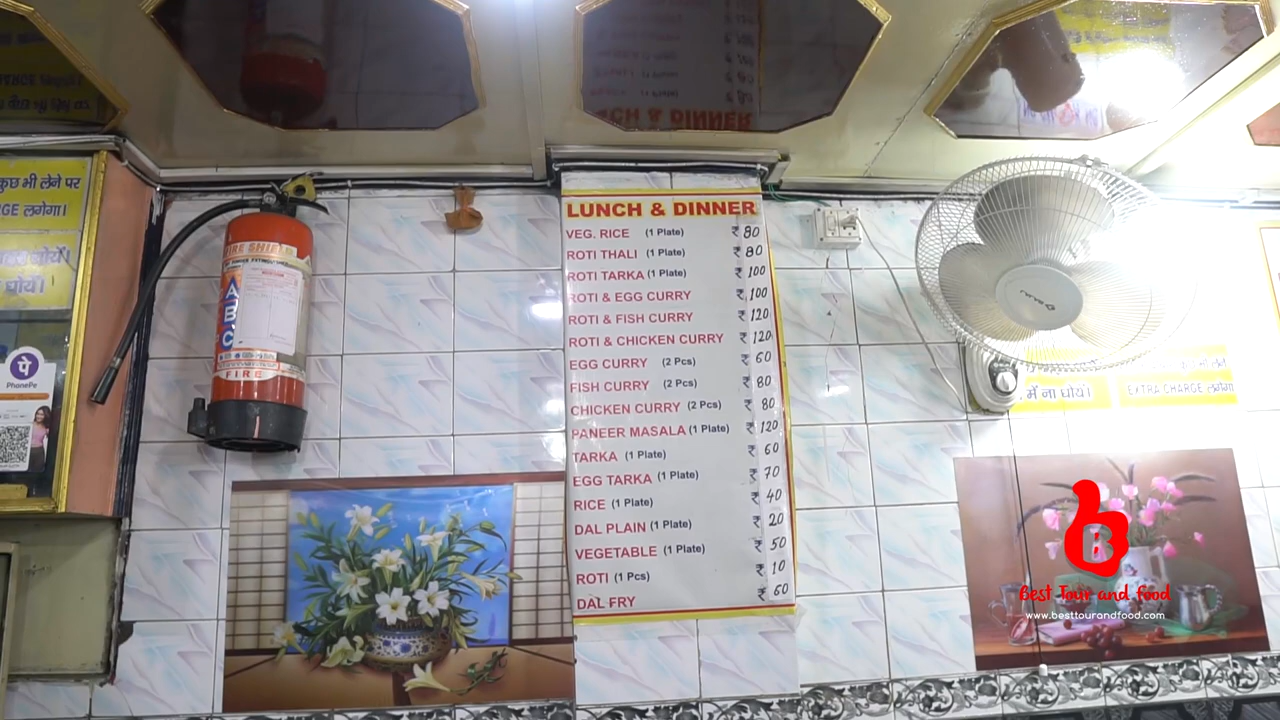 कुछ भी लेने पर
लगेगा।
PhonePe
FIRE
ABC
FIRE
LUNCH & DINNER
VEG. RICE (1 Plate) ₹ 80
ROTI THALI (1 Plate) ₹ 80
ROTI TARKA (1 Plate) ₹ 100
ROTI & EGG CURRY ₹ 100
ROTI & FISH CURRY ₹ 120
ROTI & CHICKEN CURRY ₹ 120
EGG CURRY (2 Pcs) ₹ 60
FISH CURRY (2 Pcs) ₹ 80
CHICKEN CURRY (2 Pcs) ₹ 80
PANEER MASALA (1 Plate) ₹ 120
TARKA (1 Plate) ₹ 60
EGG TARKA (1 Plate) ₹ 70
RICE (1 Plate) ₹ 40
DAL PLAIN (1 Plate) ₹ 20
VEGETABLE (1 Plate) ₹ 50
ROTI (1 Pcs) ₹ 10
DAL FRY ₹ 60
में ना धोयें।
EXTRA CHARGE लगेगा
B
Best Tour and food
www.besttourandfood.com